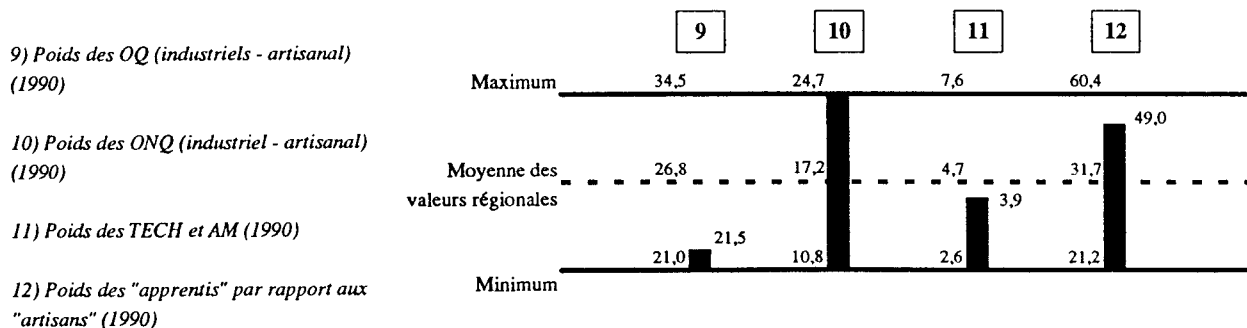 9) Poids des OQ (industriels - artisanal)
(1990)
10) Poids des ONQ (industriel - artisanal)
(1990)
11) Poids des TECH et AM (1990)
12) Poids des "apprentis" par rapport aux
"artisans" (1990)
9 10 11 12
Maximum 34,5 24,7 7,6 60,4
49,0
Moyenne des 26,8 17,2 4,7 31,7
valeurs régionales
3,9
21,5
21,0 10,8 2,6 21,2
Minimum